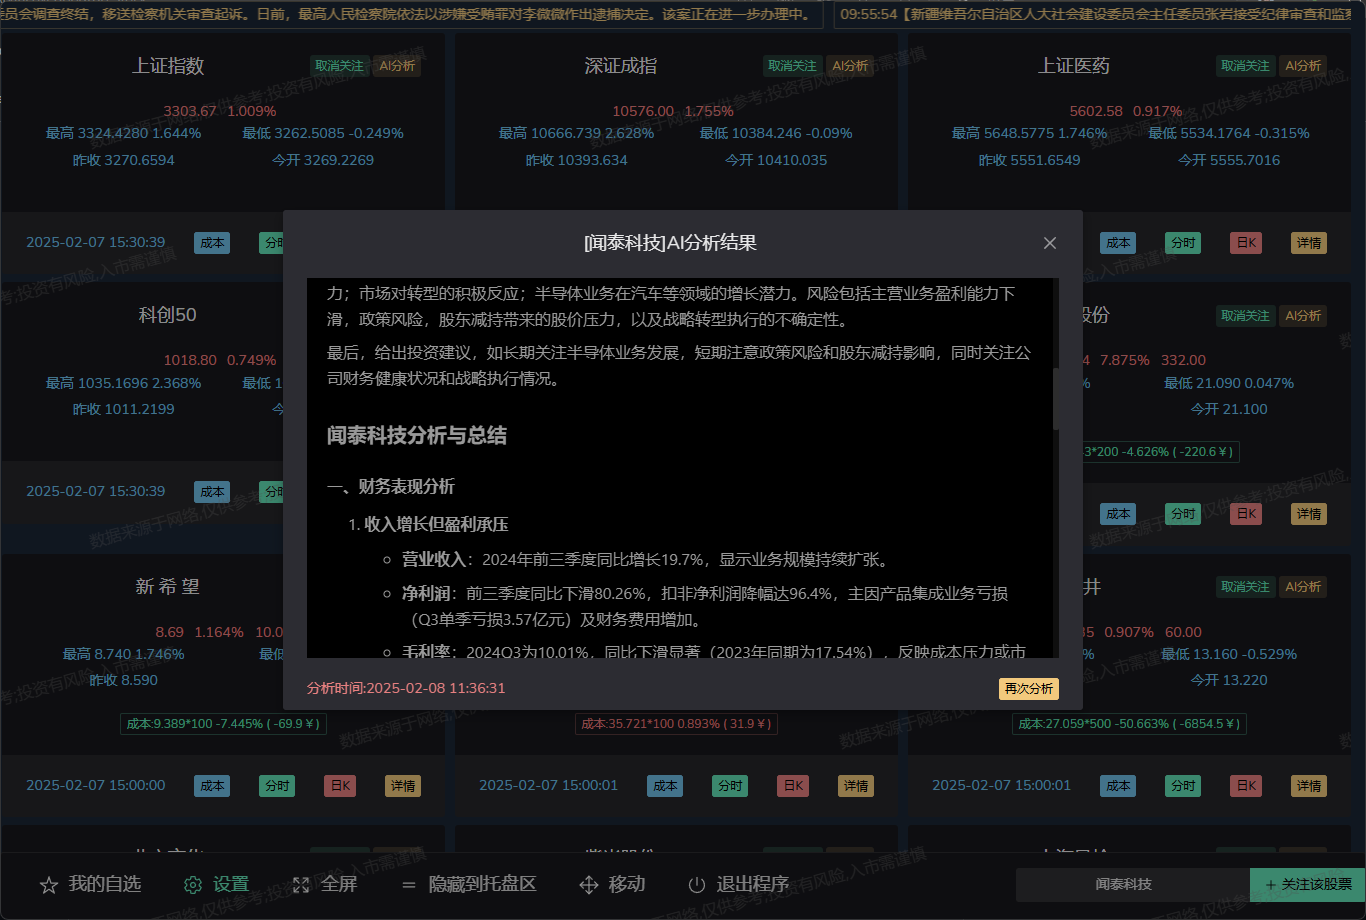 员会调查终结，移送检察机关审查起诉。日前，最高人民检察院依法以涉嫌受贿罪对李微微作出逮捕决定。该案正在进一步办理中。
09:55:54【新疆维吾尔自治区人大社会建设委员会主任委员张岩接受纪律审查和监察
上证指数
取消关注 AI分析
3303.67 1.009%
最高 3324.4280 1.644% 最低 3262.5085 -0.249%
昨收 3270.6594 今开 3269.2269
2025-02-07 15:30:39 成本 分时
深证成指
取消关注 AI分析
10576.00 1.755%
最高 10666.739 2.628% 最低 10384.246 -0.09%
昨收 10393.634 今开 10410.035
上证医药
取消关注 AI分析
5602.58 0.917%
最高 5648.5775 1.746% 最低 5534.1764 -0.315%
昨收 5551.6549 今开 5555.7016
成本 分时 日K 详情
科创50
1018.80 0.749%
最高 1035.1696 2.368% 最低 1
昨收 1011.2199 今
2025-02-07 15:30:39 成本 分时
股份
取消关注 AI分析
4 7.875% 332.00
% 最低 21.090 0.047%
今开 21.100
3*200 -4.626% ( -220.6 ¥ )
成本 分时 日K 详情
[闻泰科技]AI分析结果
力；市场对转型的积极反应；半导体业务在汽车等领域的增长潜力。风险包括主营业务盈利能力下
滑，政策风险，股东减持带来的股价压力，以及战略转型执行的不确定性。
最后，给出投资建议，如长期关注半导体业务发展，短期注意政策风险和股东减持影响，同时关注公
司财务健康状况和战略执行情况。
闻泰科技分析与总结
一、财务表现分析
1. 收入增长但盈利承压
营业收入：2024年前三季度同比增长19.7%，显示业务规模持续扩张。
净利润：前三季度同比下滑80.26%，扣非净利润降幅达96.4%，主因产品集成业务亏损
（Q3单季亏损3.57亿元）及财务费用增加。
毛利率：2024Q3为10.01%，同比下滑显著（2023年同期为17.54%），反映成本压力或市
分析时间:2025-02-08 11:36:31
再次分析
新 希 望
8.69 1.164% 10.0
最高 8.740 1.746% 最低
昨收 8.590
成本:9.389*100 -7.445% ( -69.9 ¥ )
2025-02-07 15:00:00 成本 分时 日K 详情
成本:35.721*100 0.893% ( 31.9 ¥ )
2025-02-07 15:00:01 成本 分时 日K 详情
井
取消关注 AI分析
35 0.907% 60.00
% 最低 13.160 -0.529%
今开 13.220
成本:27.059*500 -50.663% ( -6854.5 ¥ )
2025-02-07 15:00:01 成本 分时 日K 详情
我的自选 设置 全屏 隐藏到托盘区 移动 退出程序
闻泰科技
+ 关注该股票
数据来源于网络,仅供参考;投资有风险,入市需谨慎